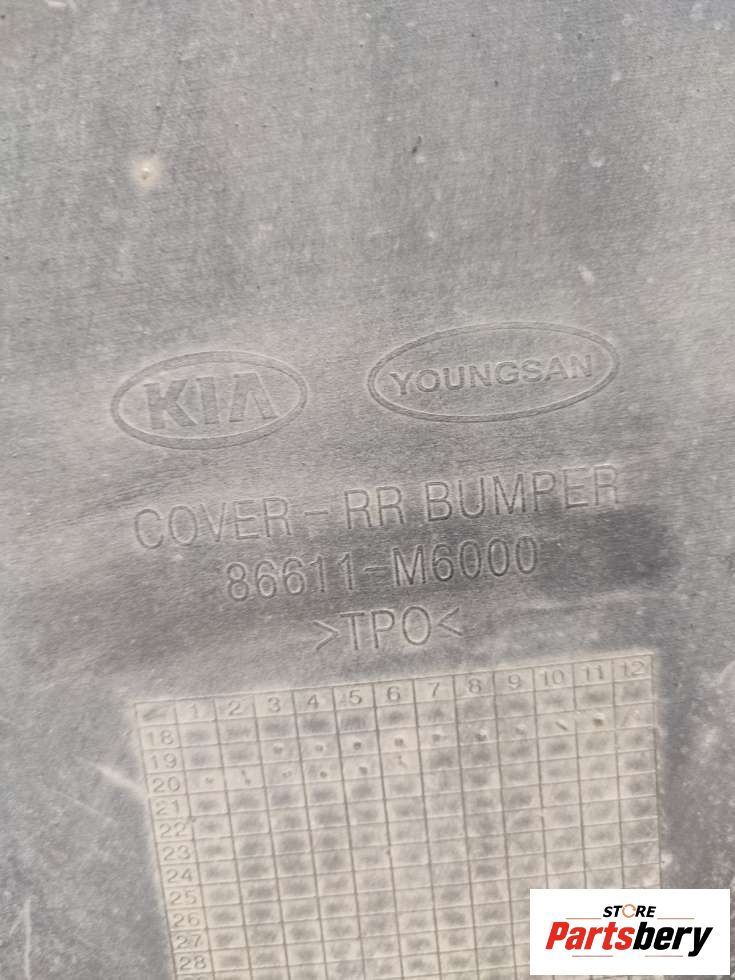 KIA
YOUNGSAN
COVER-RR BUMPER
86611-M6000
>TPO<
1 2 3 4 5 6 7 8 9 10 11 12
18
19
20
21
22
23
24
25
26
27
28
STORE
Partsbery